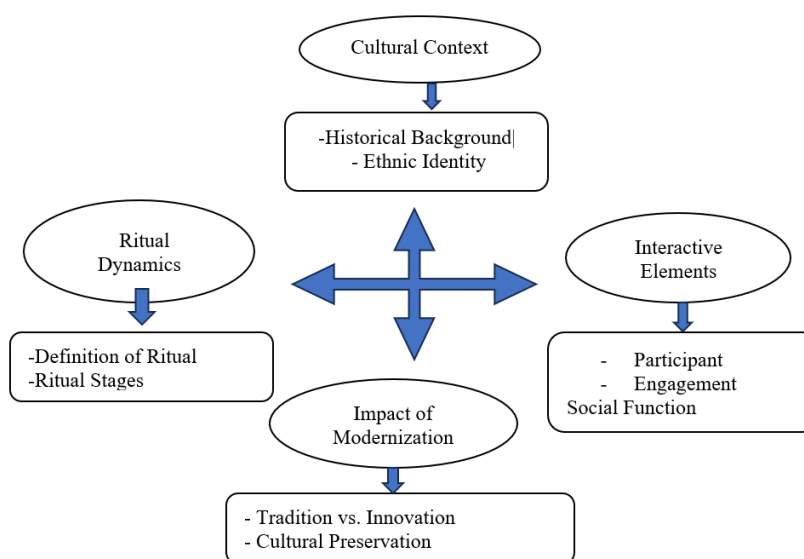 Cultural Context
-Historical Background
- Ethnic Identity
Ritual
Dynamics
-Definition of Ritual
-Ritual Stages
Interactive
Elements
- Participant
- Engagement
Social Function
Impact of
Modernization
- Tradition vs. Innovation
- Cultural Preservation